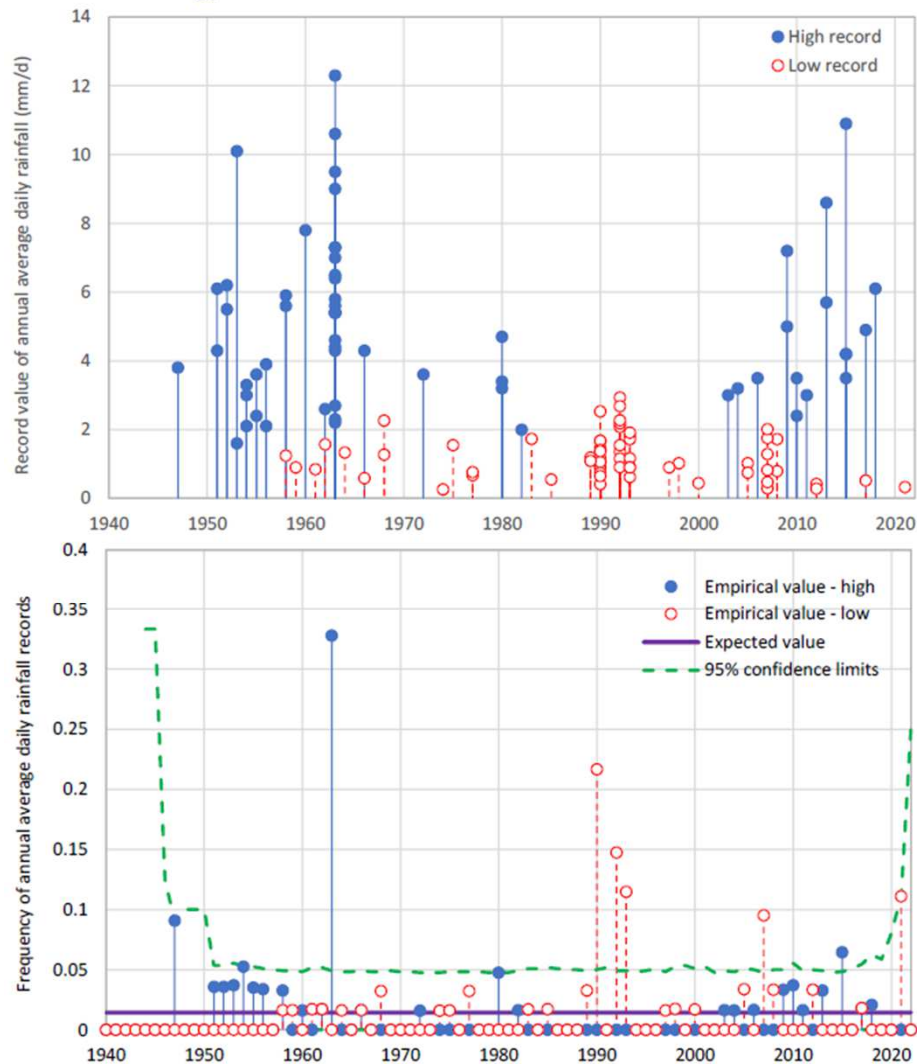 Record value of annual average daily rainfall (mm/d)
14
12
10
8
6
4
2
0
High record
Low record
1940 1950 1960 1970 1980 1990 2000 2010 2020
Frequency of annual average daily rainfall records
0.4
0.35
0.3
0.25
0.2
0.15
0.1
0.05
0
Empirical value - high
Empirical value - low
Expected value
95% confidence limits
1940 1950 1960 1970 1980 1990 2000 2010 2020